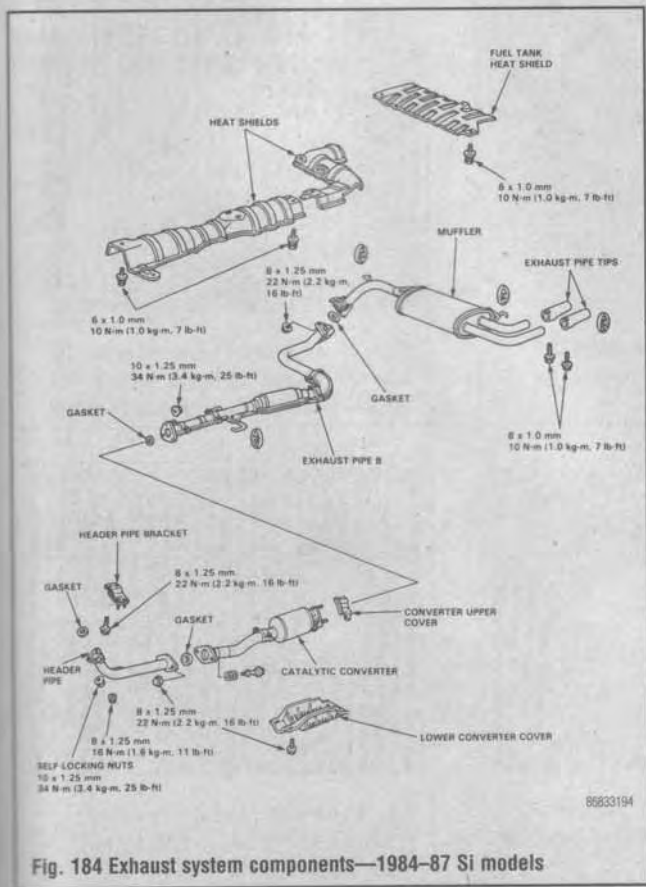 FUEL TANK
HEAT SHIELD
HEAT SHIELDS
6 x 1.0 mm
10 N·m (1.0 kg-m, 7 lb-ft)
MUFFLER
8 x 1.25 mm
22 N·m (2.2 kg-m,
16 lb-ft)
EXHAUST PIPE TIPS
6 x 1.0 mm
10 N·m (1.0 kg-m, 7 lb-ft)
10 x 1.25 mm
34 N·m (3.4 kg-m, 25 lb-ft)
GASKET
GASKET
EXHAUST PIPE B
6 x 1.0 mm
10 N·m (1.0 kg-m, 7 lb-ft)
HEADER PIPE BRACKET
8 x 1.25 mm
22 N·m (2.2 kg-m, 16 lb-ft)
GASKET
GASKET
CONVERTER UPPER
COVER
HEADER
PIPE
CATALYTIC CONVERTER
8 x 1.25 mm
22 N·m (2.2 kg-m, 16 lb-ft)
LOWER CONVERTER COVER
8 x 1.25 mm
16 N·m (1.6 kg-m, 11 lb-ft)
SELF-LOCKING NUTS
10 x 1.25 mm
34 N·m (3.4 kg-m, 25 lb-ft)
86833194
Fig. 184 Exhaust system components—1984–87 Si models